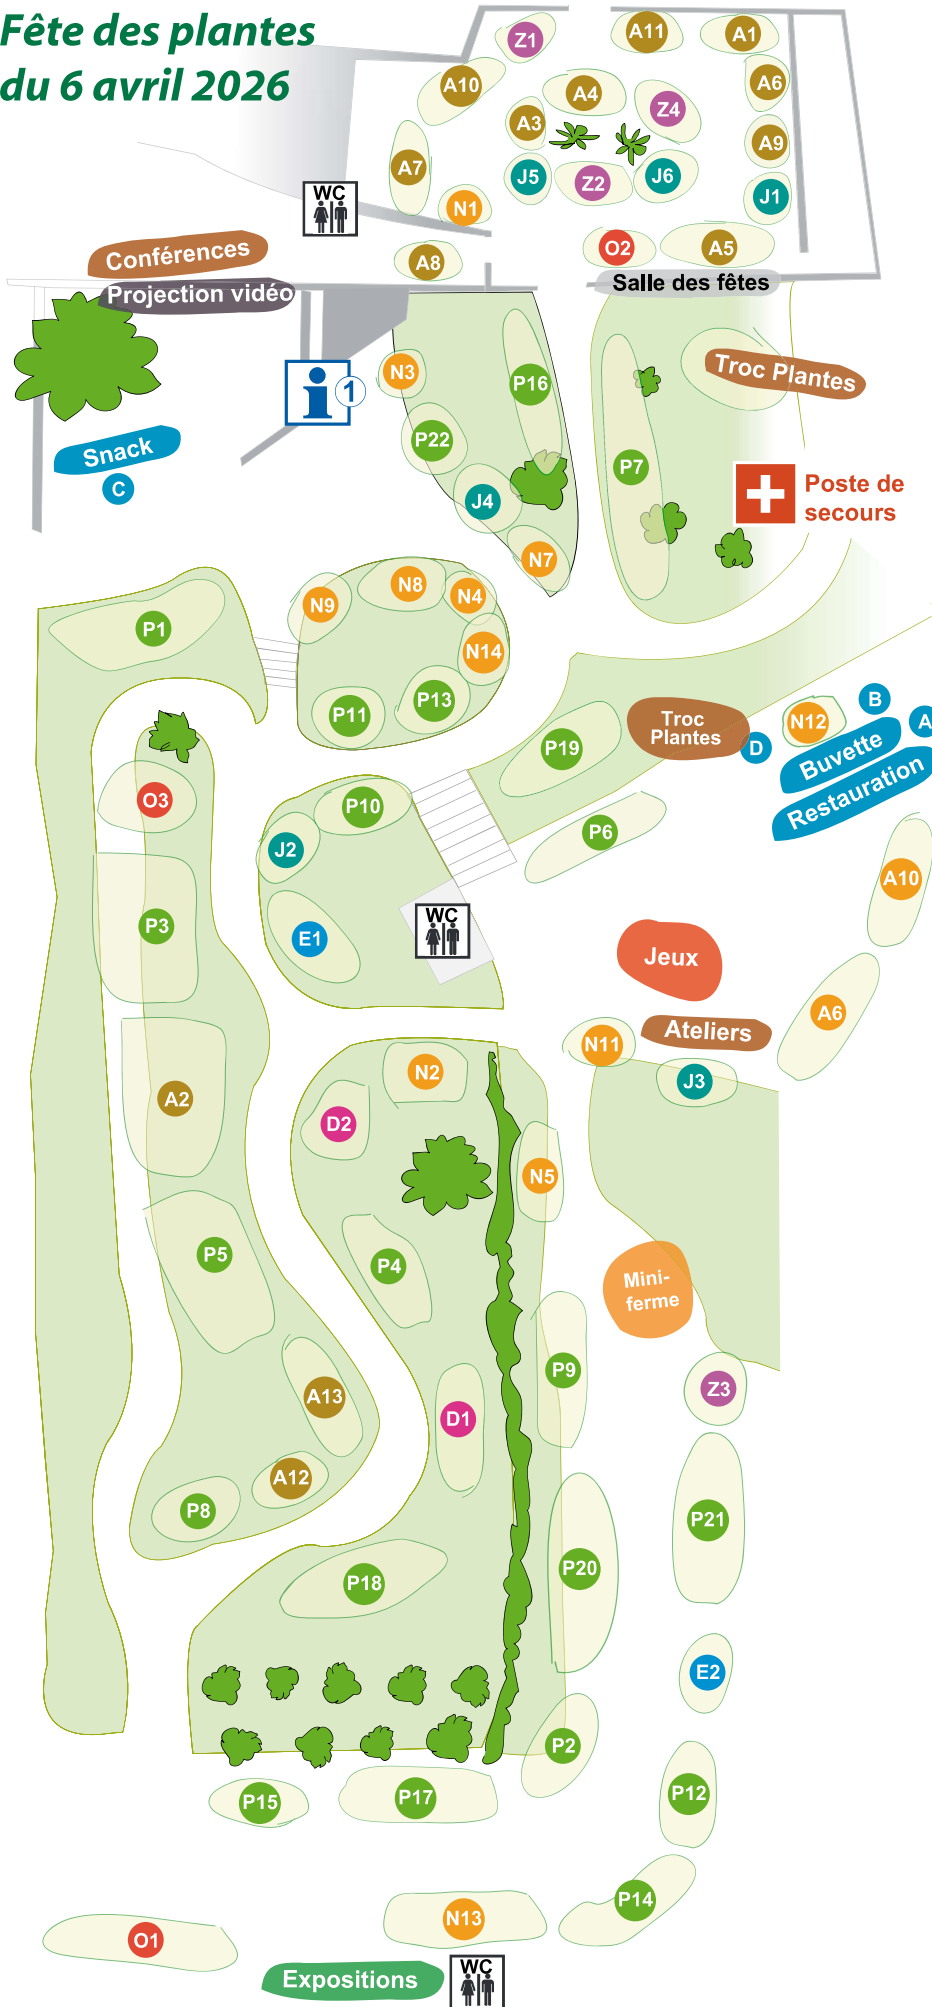 Fête des plantes
du 6 avril 2026
Z1
A11
A1
A10
A4
A6
Z4
A3
A9
A7
J5
Z2
J6
J1
WC
N1
O2
A5
Conférences
A8
Projection vidéo
Salle des fêtes
N3
P16
Troc Plantes
1
P22
P7
Snack
C
J4
Poste de
secours
N7
N9
N8
N4
P1
N14
P11
P13
P19
Troc
Plantes
D
N12
B
A
Buvette
Restauration
O3
P10
P6
J2
A10
P3
E1
WC
Jeux
A6
N11
Ateliers
N2
J3
A2
D2
N5
P5
P4
Mini-
ferme
P9
Z3
A13
D1
A12
P8
P21
P18
P20
E2
P2
P15
P17
P12
P14
O1
N13
Expositions
WC